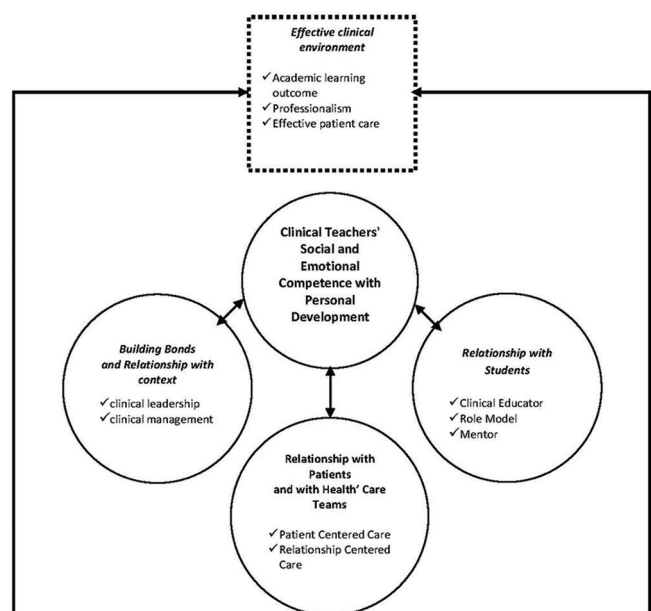 Effective clinical
environment
✓Academic learning
outcome
✓Professionalism
✓Effective patient care
Clinical Teachers'
Social and
Emotional
Competence with
Personal
Development
Building Bonds
and Relationship with
context
✓clinical leadership
✓clinical management
Relationship with
Students
✓Clinical Educator
✓Role Model
✓Mentor
Relationship with
Patients
and with Health' Care
Teams
✓Patient Centered Care
✓Relationship Centered
Care